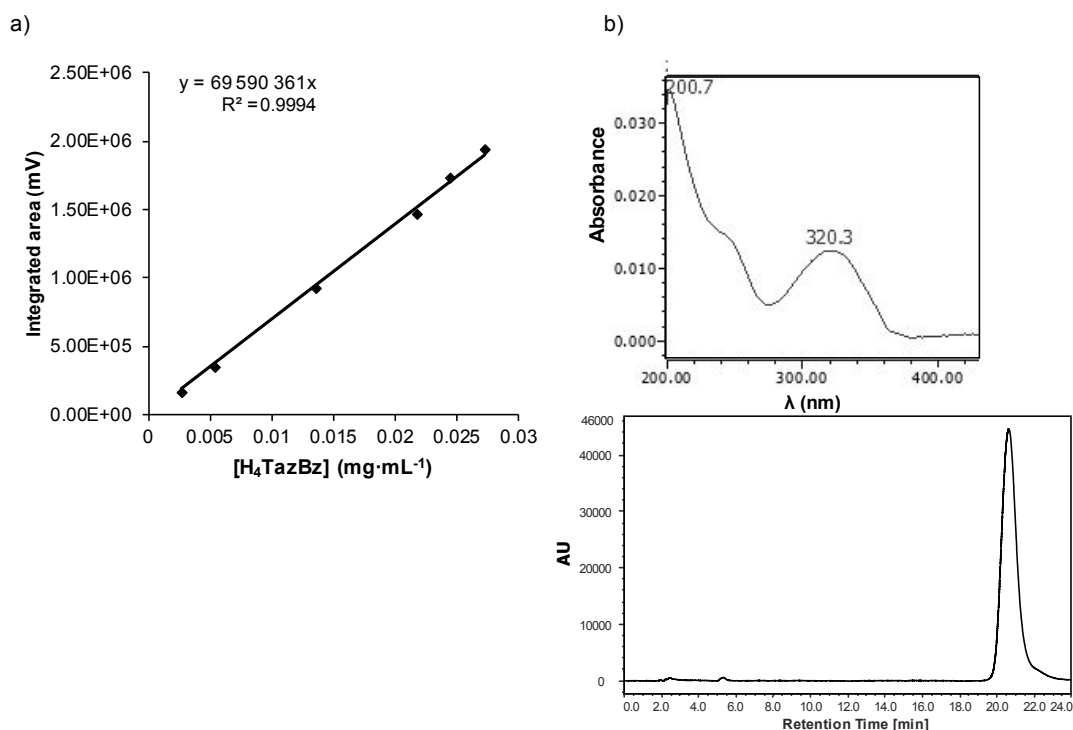 a)
b)
y = 69 590 361x
R² = 0.9994
2.50E+06
2.00E+06
1.50E+06
1.00E+06
5.00E+05
0.00E+00
Integrated area (mV)
0 0.005 0.01 0.015 0.02 0.025 0.03
[H₄TazBz] (mg·mL⁻¹)
200.7
320.3
0.030
0.020
0.010
0.000
Absorbance
200.00 300.00 400.00
λ (nm)
46000
40000
30000
20000
10000
0
AU
0.0 2.0 4.0 6.0 8.0 10.0 12.0 14.0 16.0 18.0 20.0 22.0 24.0
Retention Time [min]